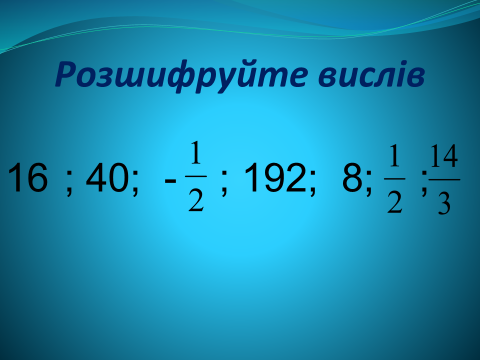 Розшифруйте вислів
16 ; 40; - 1/2 ; 192; 8; 1/2 ; 14/3